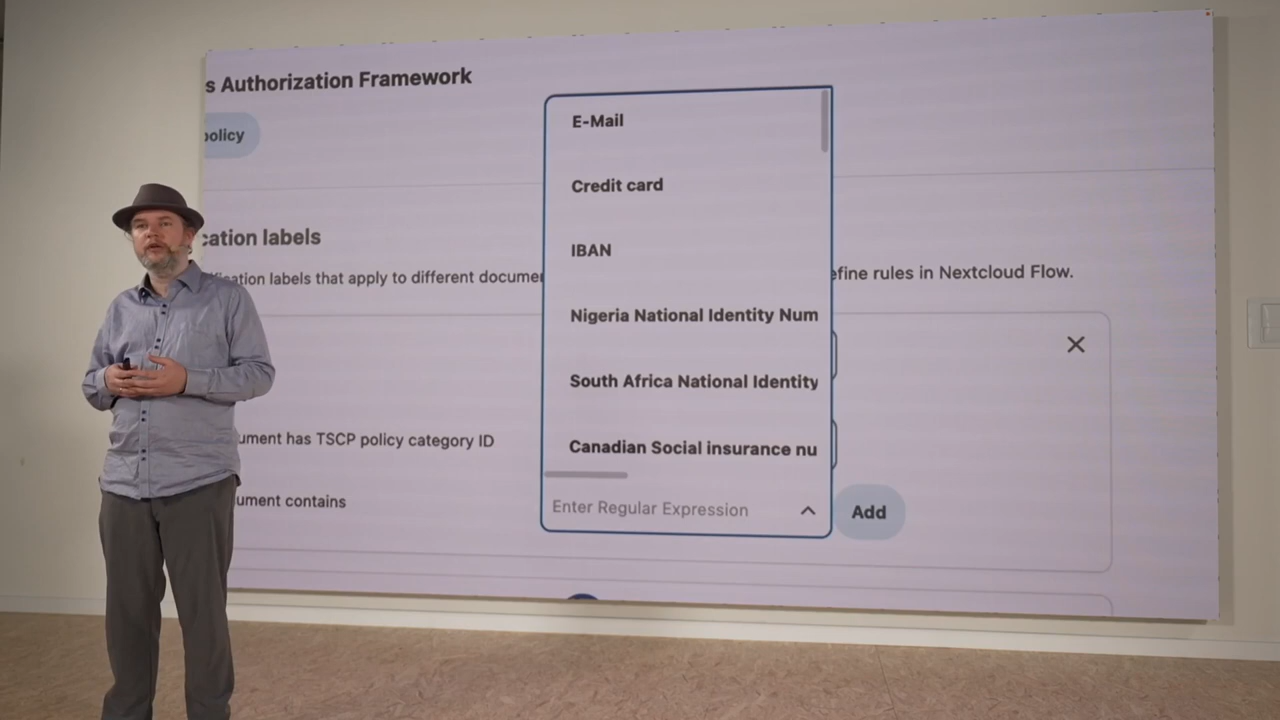 s Authorization Framework
policy
cation labels
fication labels that apply to different documen
efine rules in Nextcloud Flow.
E-Mail
Credit card
IBAN
Nigeria National Identity Num
South Africa National Identity
Canadian Social insurance nu
ument has TSCP policy category ID
ument contains
Enter Regular Expression
Add